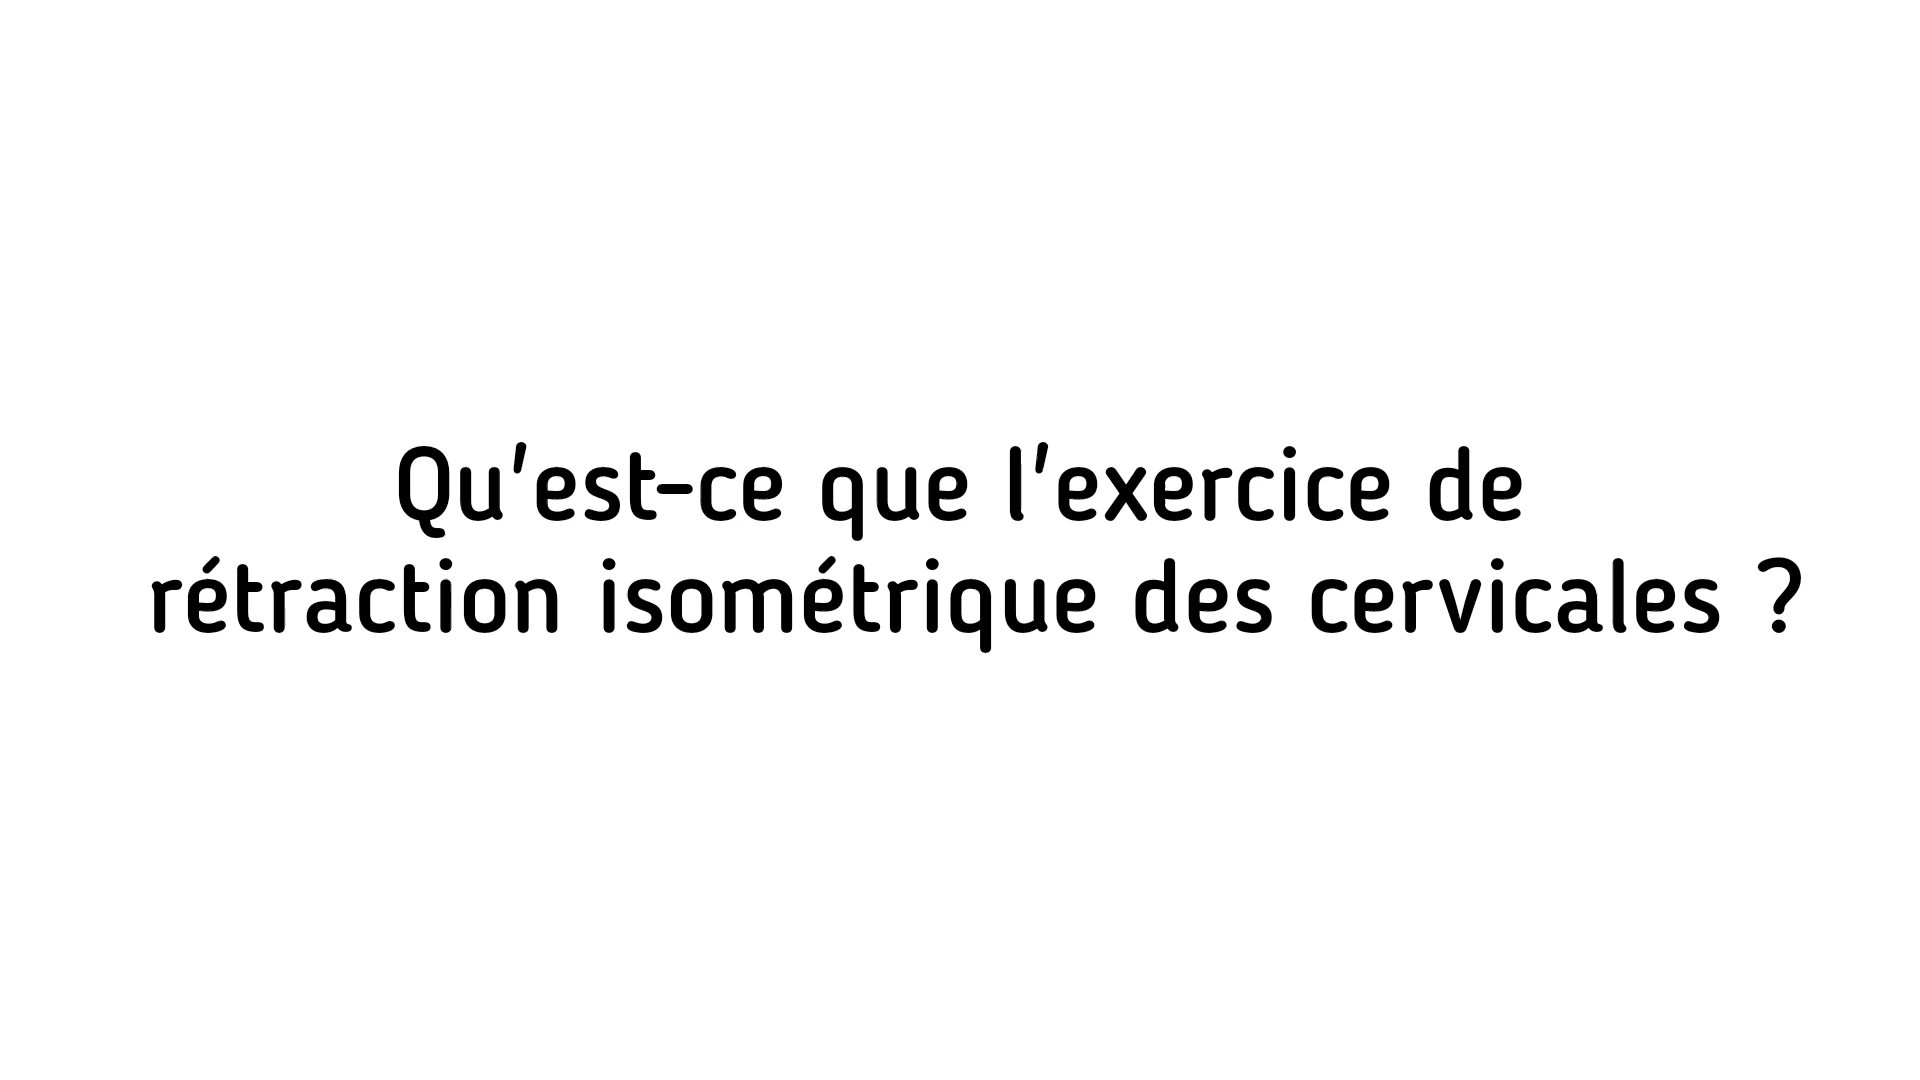 Qu'est-ce que l'exercice de
rétraction isométrique des cervicales ?